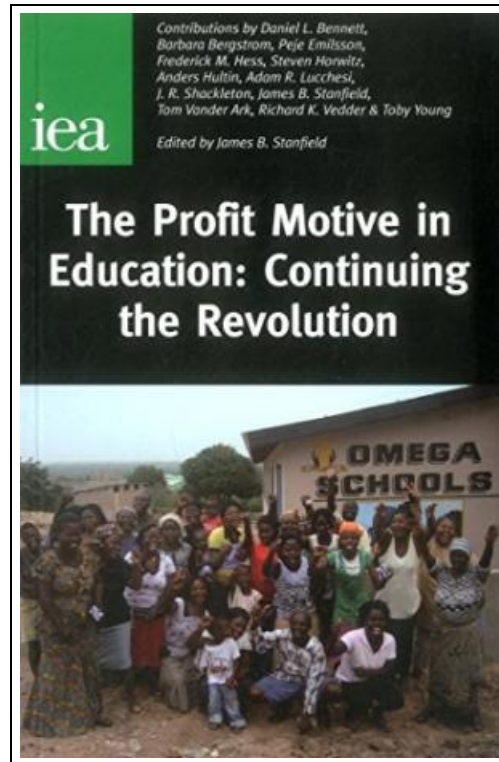 Contributions by Daniel L. Bennett,
Barbara Bergstrom, Peje Emilsson,
Frederick M. Hess, Steven Horwitz,
Anders Hultin, Adam R. Lucchesi,
J. R. Shackleton, James B. Stanfield,
Tom Vander Ark, Richard K. Vedder & Toby Young
iea
Edited by James B. Stanfield
The Profit Motive in
Education: Continuing
the Revolution
OMEGA
SCHOOLS